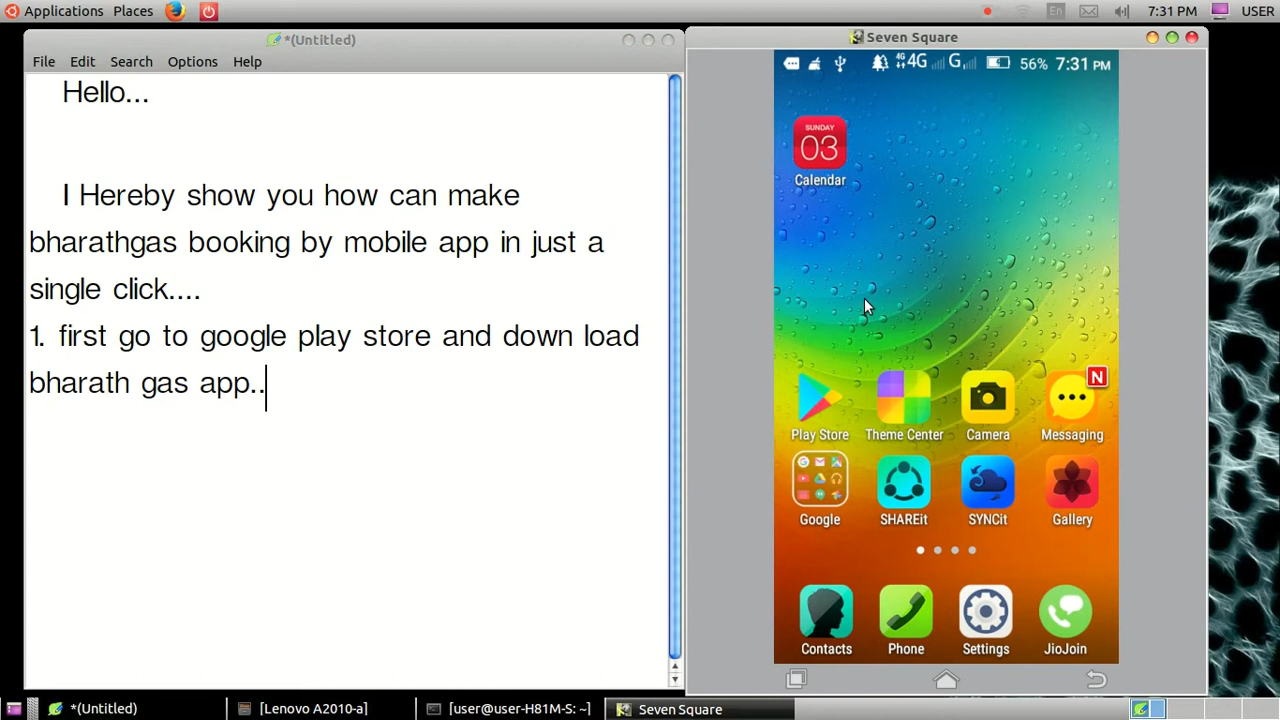 Applications Places En 7:31 PM USER
*(Untitled)
File Edit Search Options Help
Hello...
I Hereby show you how can make
bharathgas booking by mobile app in just a
single click....
1. first go to google play store and down load
bharath gas app..
Seven Square
4G 4G G 56% 7:31 PM
SUNDAY
03
Calendar
N
Play Store Theme Center Camera Messaging
Google SHAREit SYNCit Gallery
Contacts Phone Settings JioJoin
*(Untitled) [Lenovo A2010-a] [user@user-H81M-S: ~] Seven Square